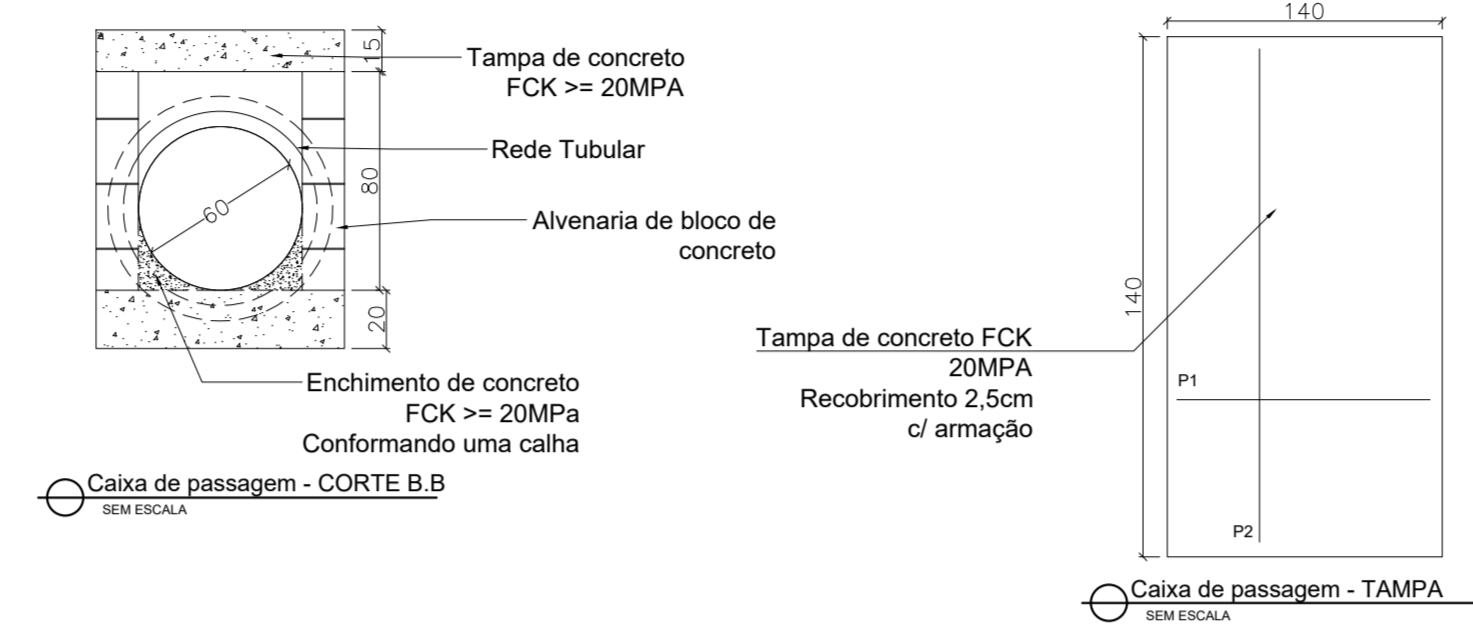 15
Tampa de concreto
FCK >= 20MPA
Rede Tubular
80
60
Alvenaria de bloco de
concreto
20
Enchimento de concreto
FCK >= 20MPa
Conformando uma calha
Caixa de passagem - CORTE B.B
SEM ESCALA
140
140
Tampa de concreto FCK
20MPA
Recobrimento 2,5cm
c/ armação
P1
P2
Caixa de passagem - TAMPA
SEM ESCALA